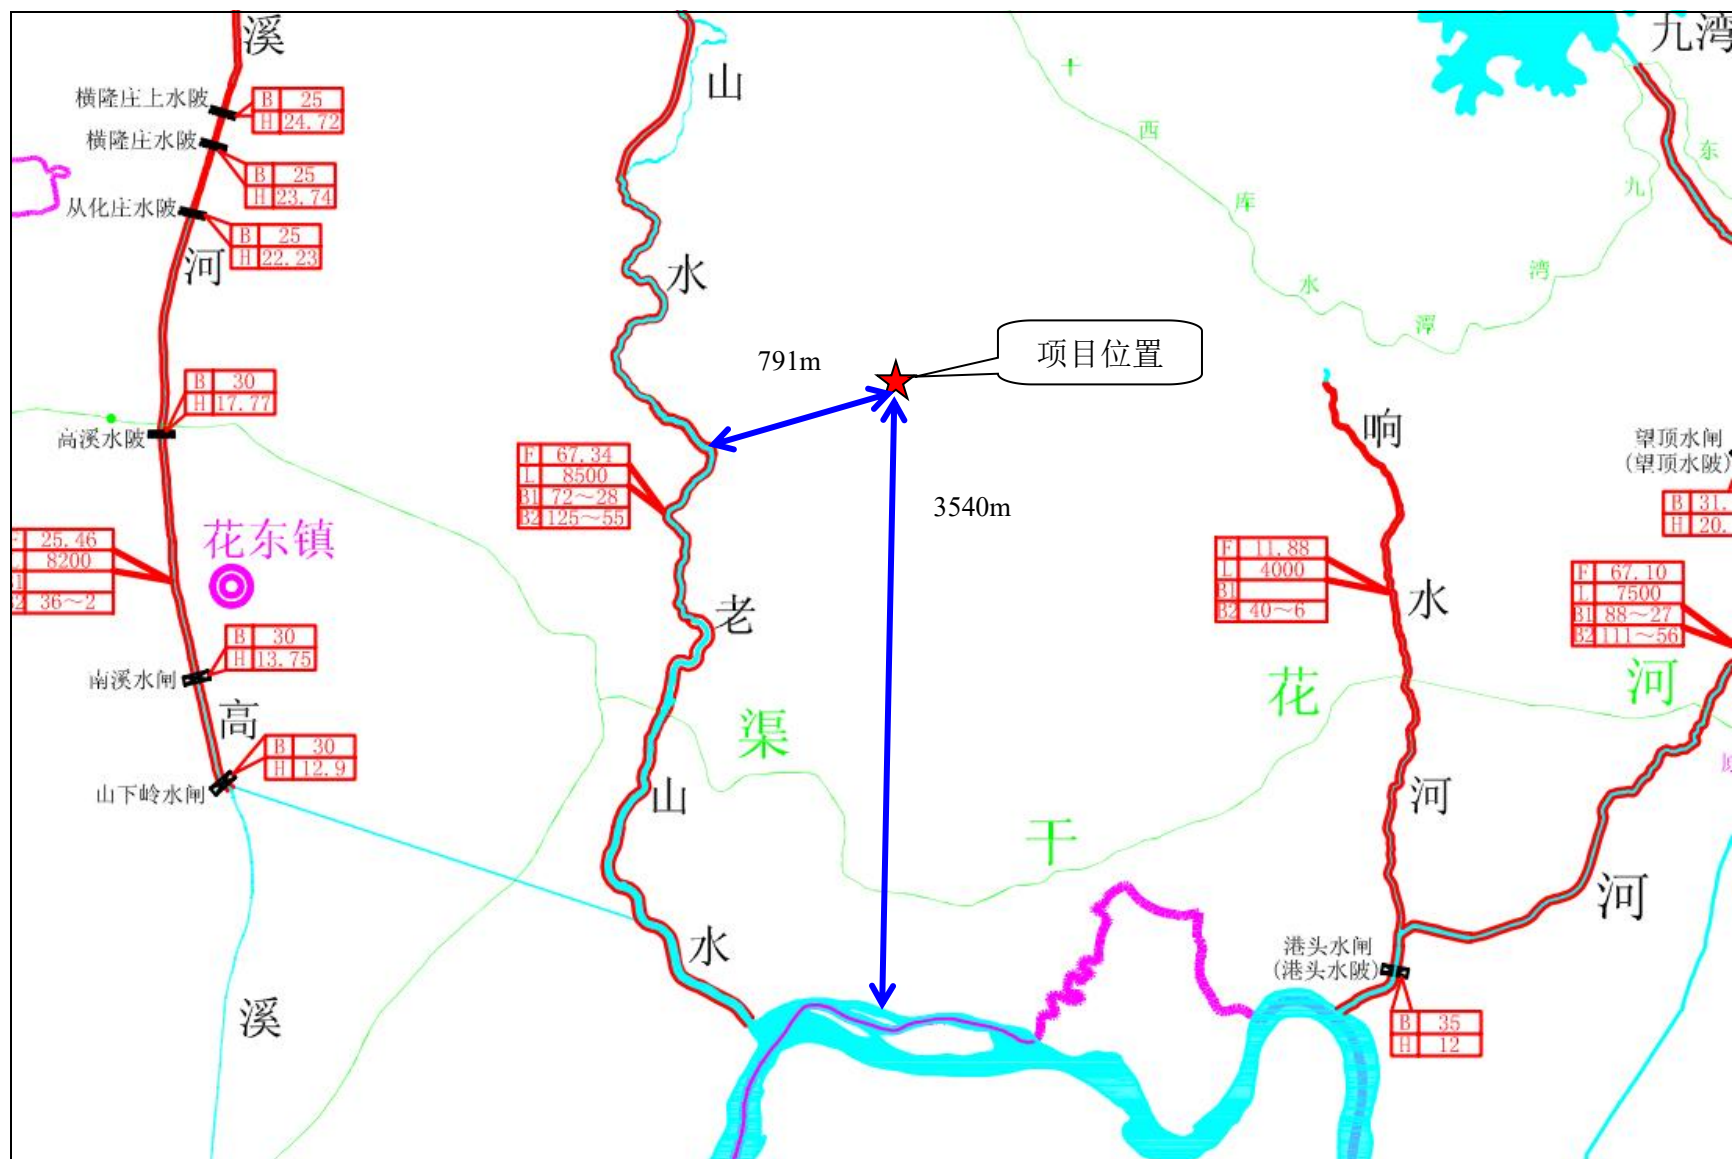 溪
山
九湾
横隆庄上水陂
B 25
H 24.72
十
西
横隆庄水陂
东
B 25
H 23.74
九
从化庄水陂
库
B 25
H 22.23
河
水
水
湾
潭
791m
项目位置
B 30
H 17.77
高溪水陂
响
望顶水闸
(望顶水陂)
F 67.34
L 8500
B1 72～28
B2 125～55
3540m
B 31.
H 20.
花东镇
F 25.46
L 8200
B1
B2 36～2
F 11.88
L 4000
B1
B2 40～6
水
F 67.10
L 7500
B1 88～27
B2 111～56
老
B 30
H 13.75
南溪水闸
花
河
高
渠
B 30
H 12.9
山下岭水闸
山
河
干
河
水
港头水闸
(港头水陂)
溪
B 35
H 12